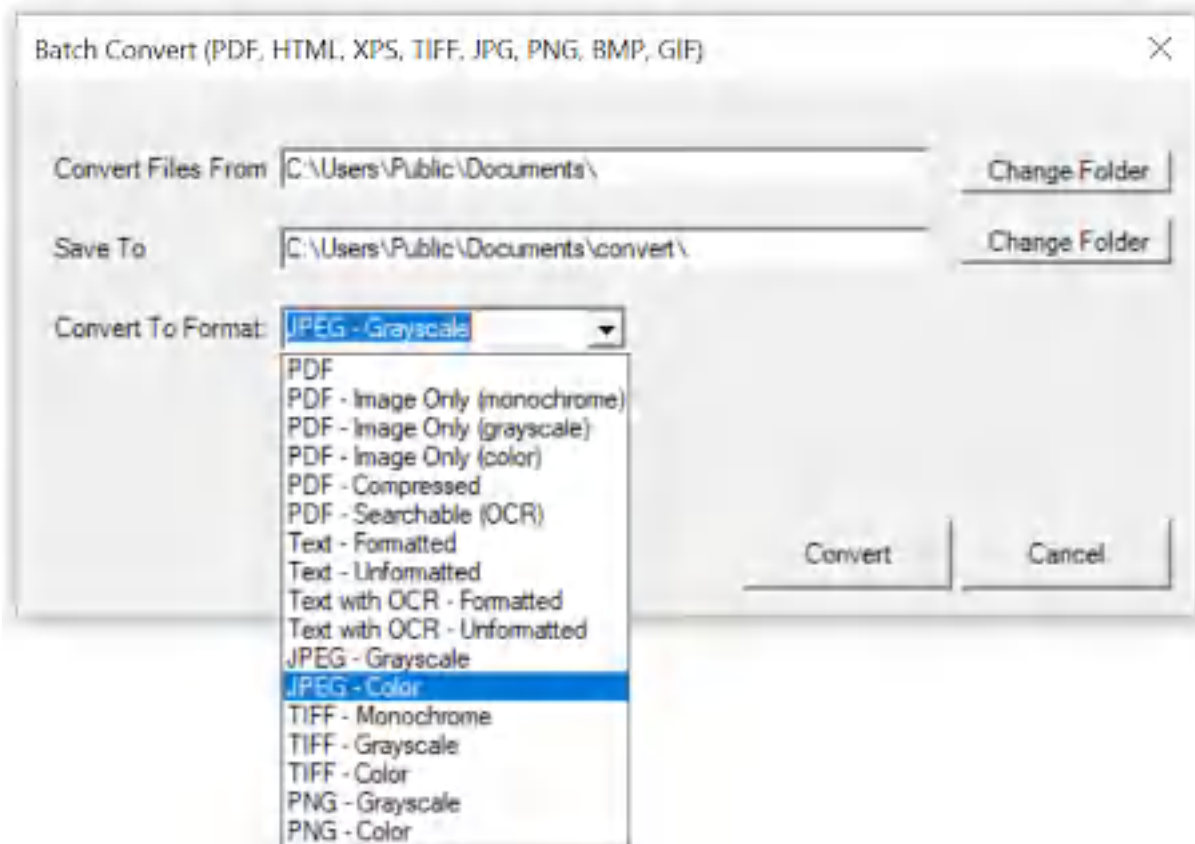 Batch Convert (PDF, HTML, XPS, TIFF, JPG, PNG, BMP, GIF)
Convert Files From C:\Users\Public\Documents\ Change Folder
Save To C:\Users\Public\Documents\convert\ Change Folder
Convert To Format: JPEG - Grayscale
PDF
PDF - Image Only (monochrome)
PDF - Image Only (grayscale)
PDF - Image Only (color)
PDF - Compressed
PDF - Searchable (OCR)
Text - Formatted
Text - Unformatted
Text with OCR - Formatted
Text with OCR - Unformatted
JPEG - Grayscale
JPEG - Color
TIFF - Monochrome
TIFF - Grayscale
TIFF - Color
PNG - Grayscale
PNG - Color
Convert Cancel